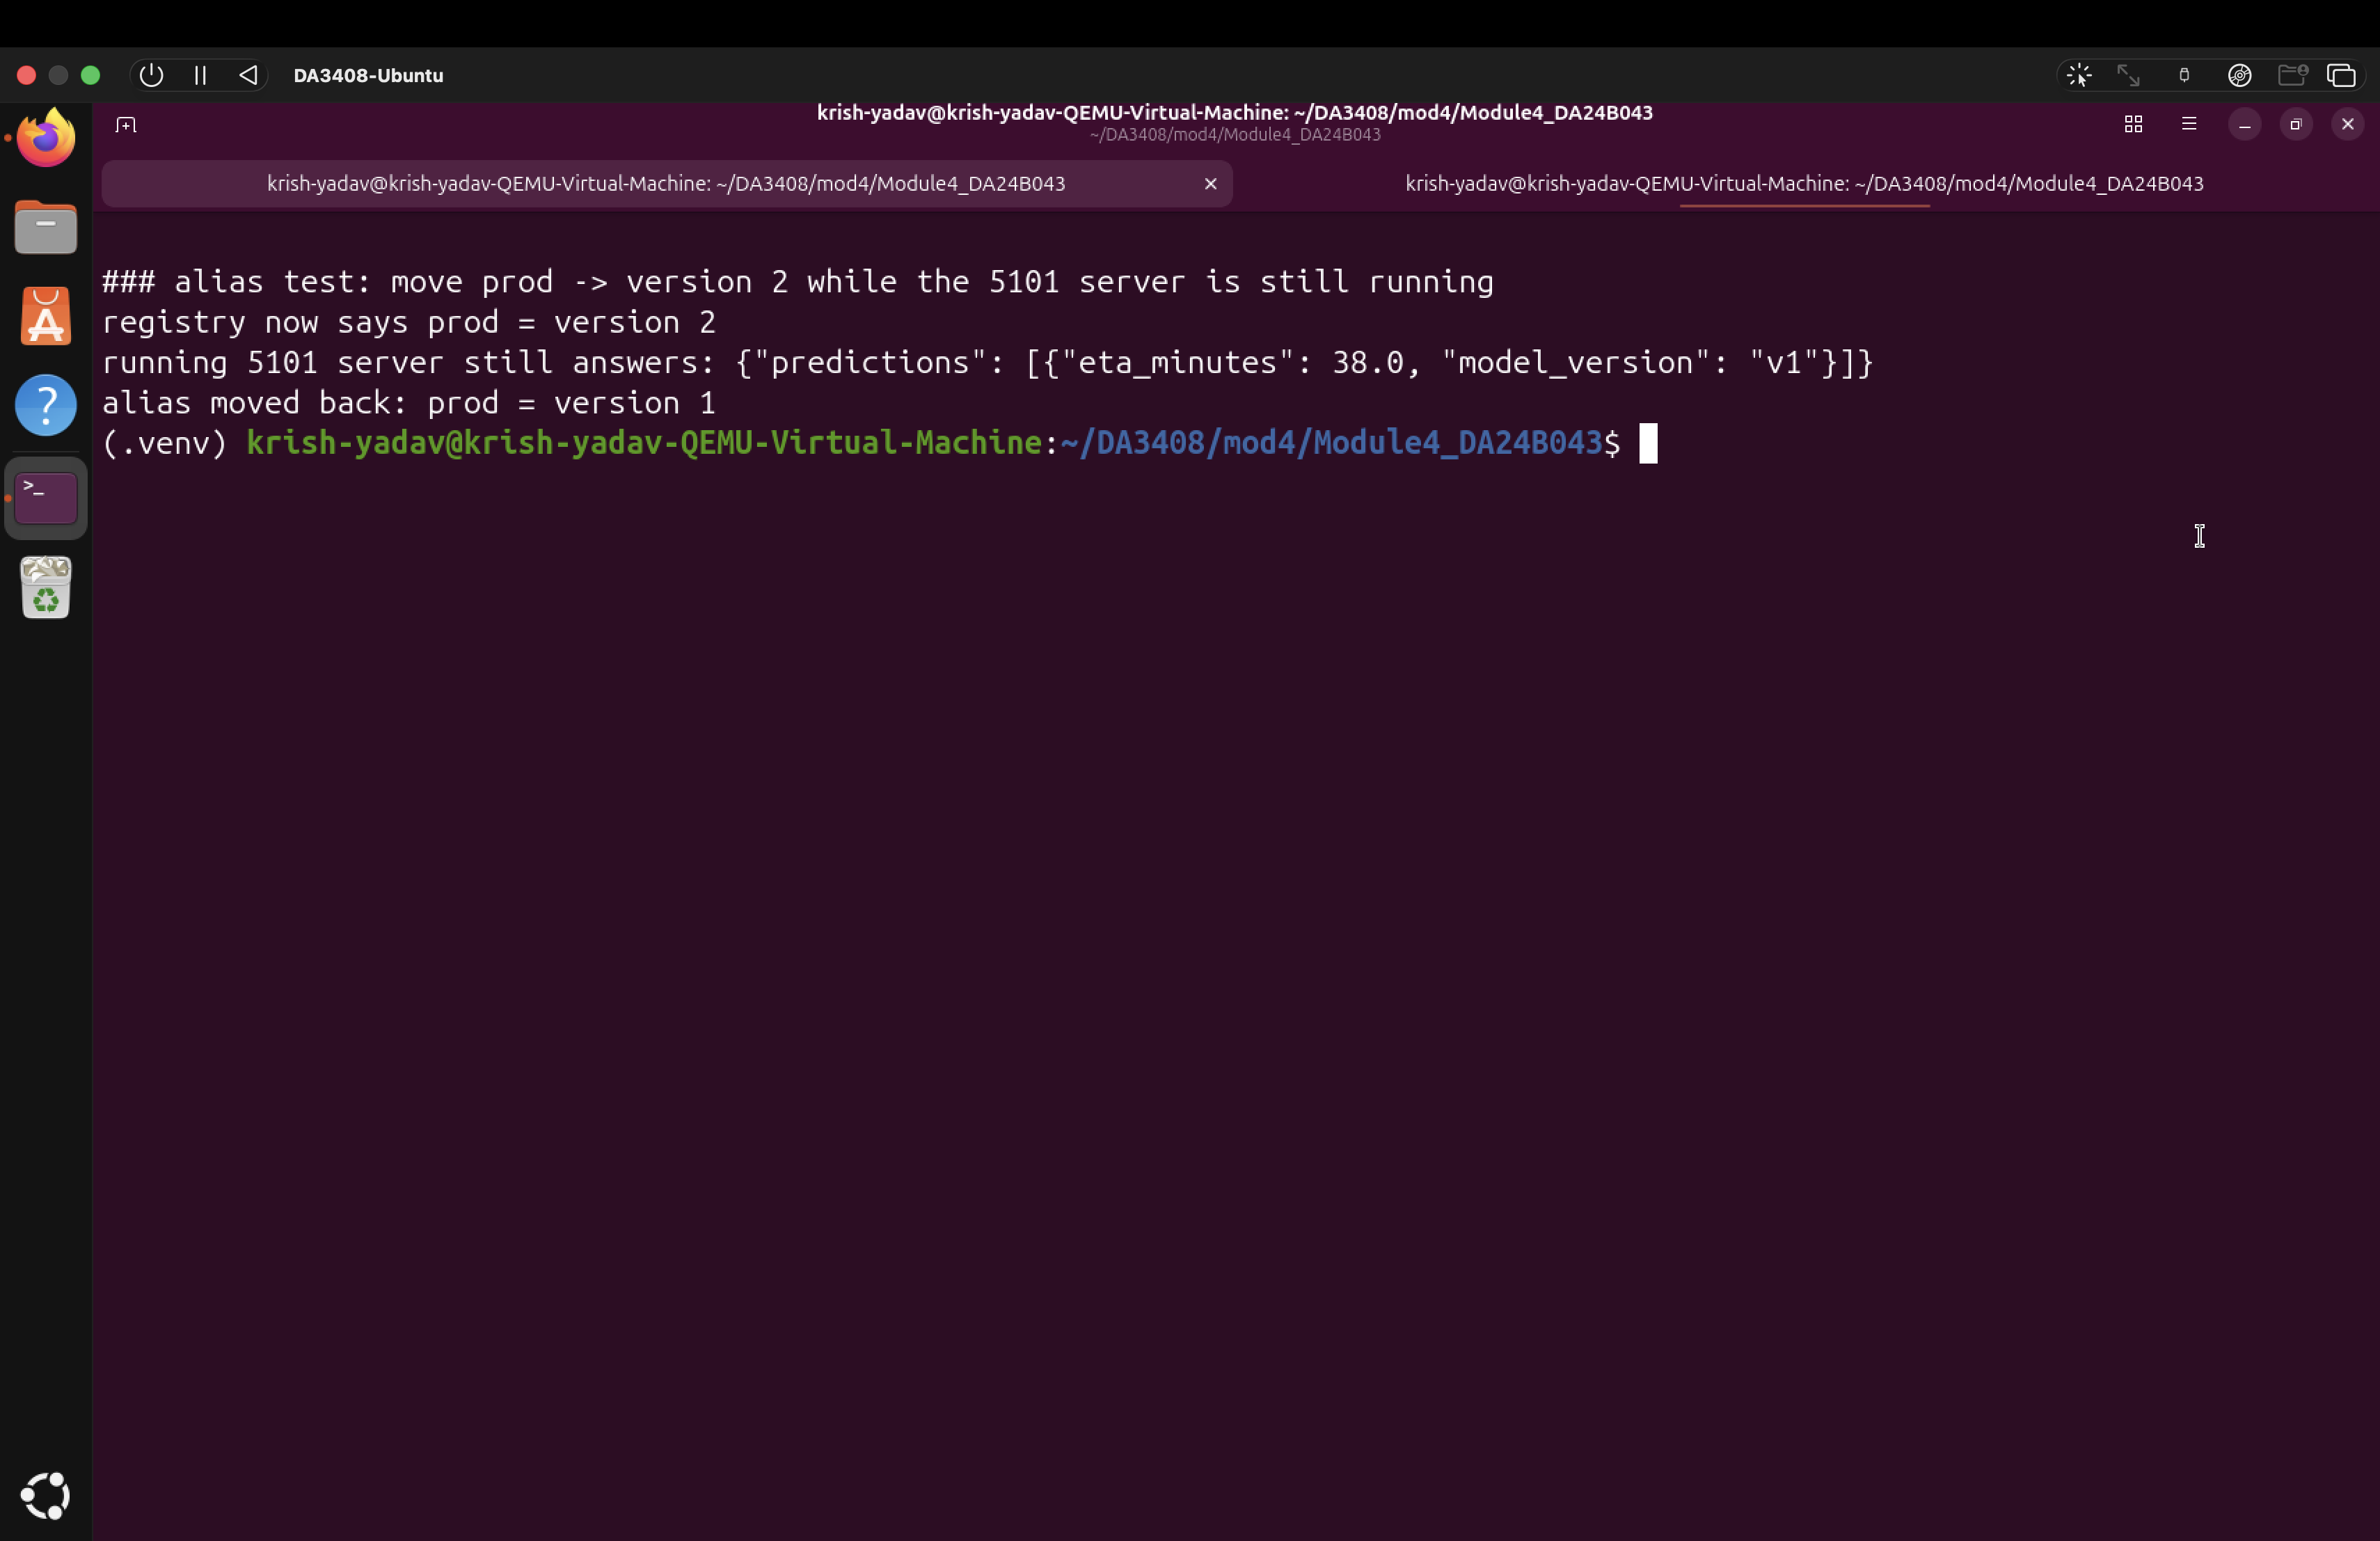 DA3408-Ubuntu
krish-yadav@krish-yadav-QEMU-Virtual-Machine: ~/DA3408/mod4/Module4_DA24B043
~/DA3408/mod4/Module4_DA24B043
krish-yadav@krish-yadav-QEMU-Virtual-Machine: ~/DA3408/mod4/Module4_DA24B043
krish-yadav@krish-yadav-QEMU-Virtual-Machine: ~/DA3408/mod4/Module4_DA24B043
### alias test: move prod -> version 2 while the 5101 server is still running
registry now says prod = version 2
running 5101 server still answers: {"predictions": [{"eta_minutes": 38.0, "model_version": "v1"}]}
alias moved back: prod = version 1
(.venv) krish-yadav@krish-yadav-QEMU-Virtual-Machine:~/DA3408/mod4/Module4_DA24B043$